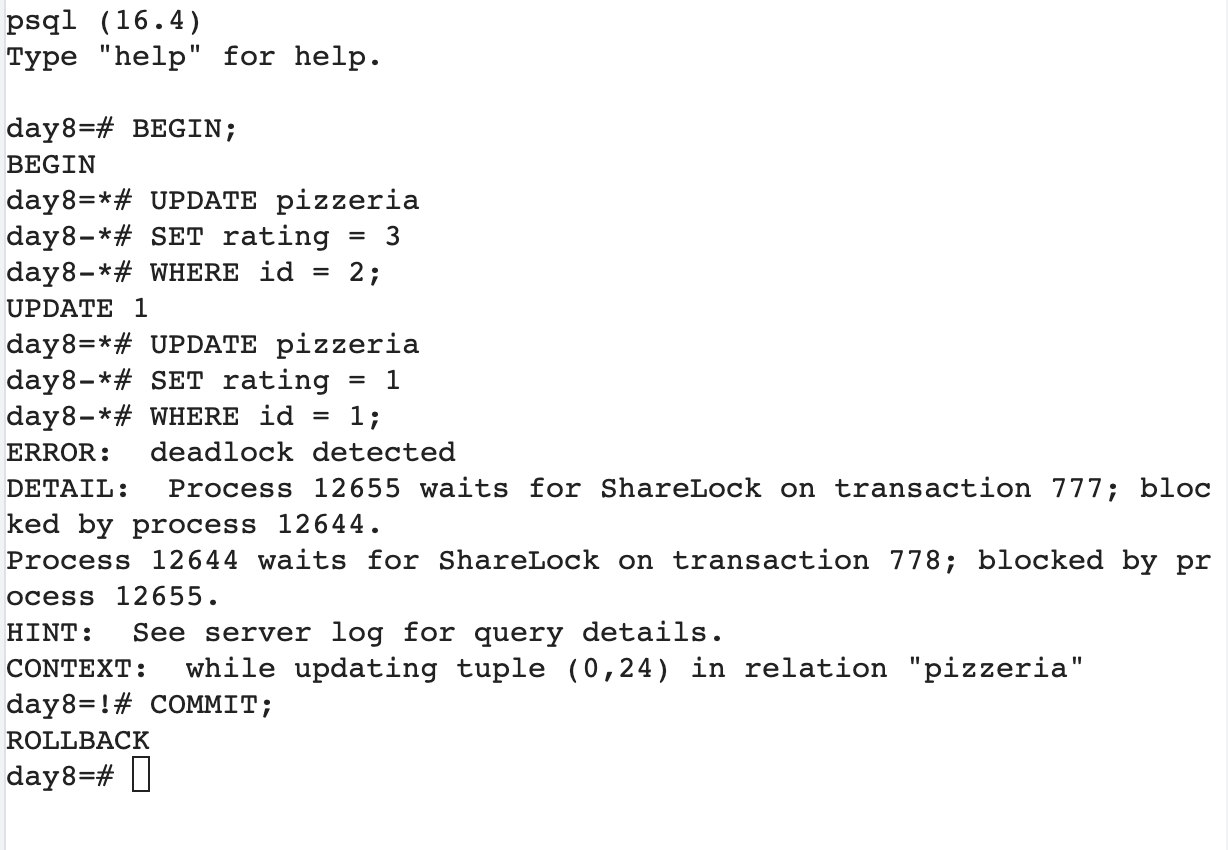 psql (16.4)
Type "help" for help.

day8=# BEGIN;
BEGIN
day8=*# UPDATE pizzeria
day8-*# SET rating = 3
day8-*# WHERE id = 2;
UPDATE 1
day8=*# UPDATE pizzeria
day8-*# SET rating = 1
day8-*# WHERE id = 1;
ERROR:  deadlock detected
DETAIL:  Process 12655 waits for ShareLock on transaction 777; bloc
ked by process 12644.
Process 12644 waits for ShareLock on transaction 778; blocked by pr
ocess 12655.
HINT:  See server log for query details.
CONTEXT:  while updating tuple (0,24) in relation "pizzeria"
day8=!# COMMIT;
ROLLBACK
day8=#